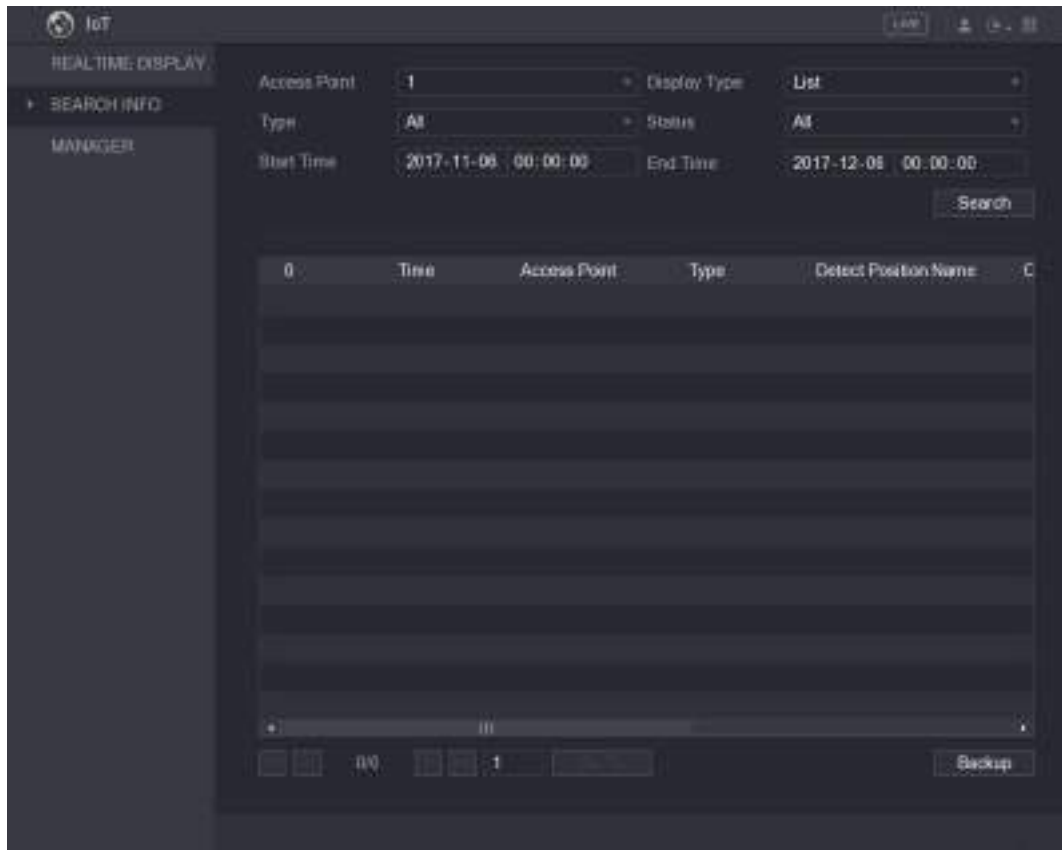 IoT LIVE
REALTIME DISPLAY
SEARCH INFO
MANAGER
Access Point 1 Display Type List
Type All Status All
Start Time 2017-11-06 00:00:00 End Time 2017-12-06 00:00:00
Search
0 Time Access Point Type Detect Position Name C
0/0 1 Backup